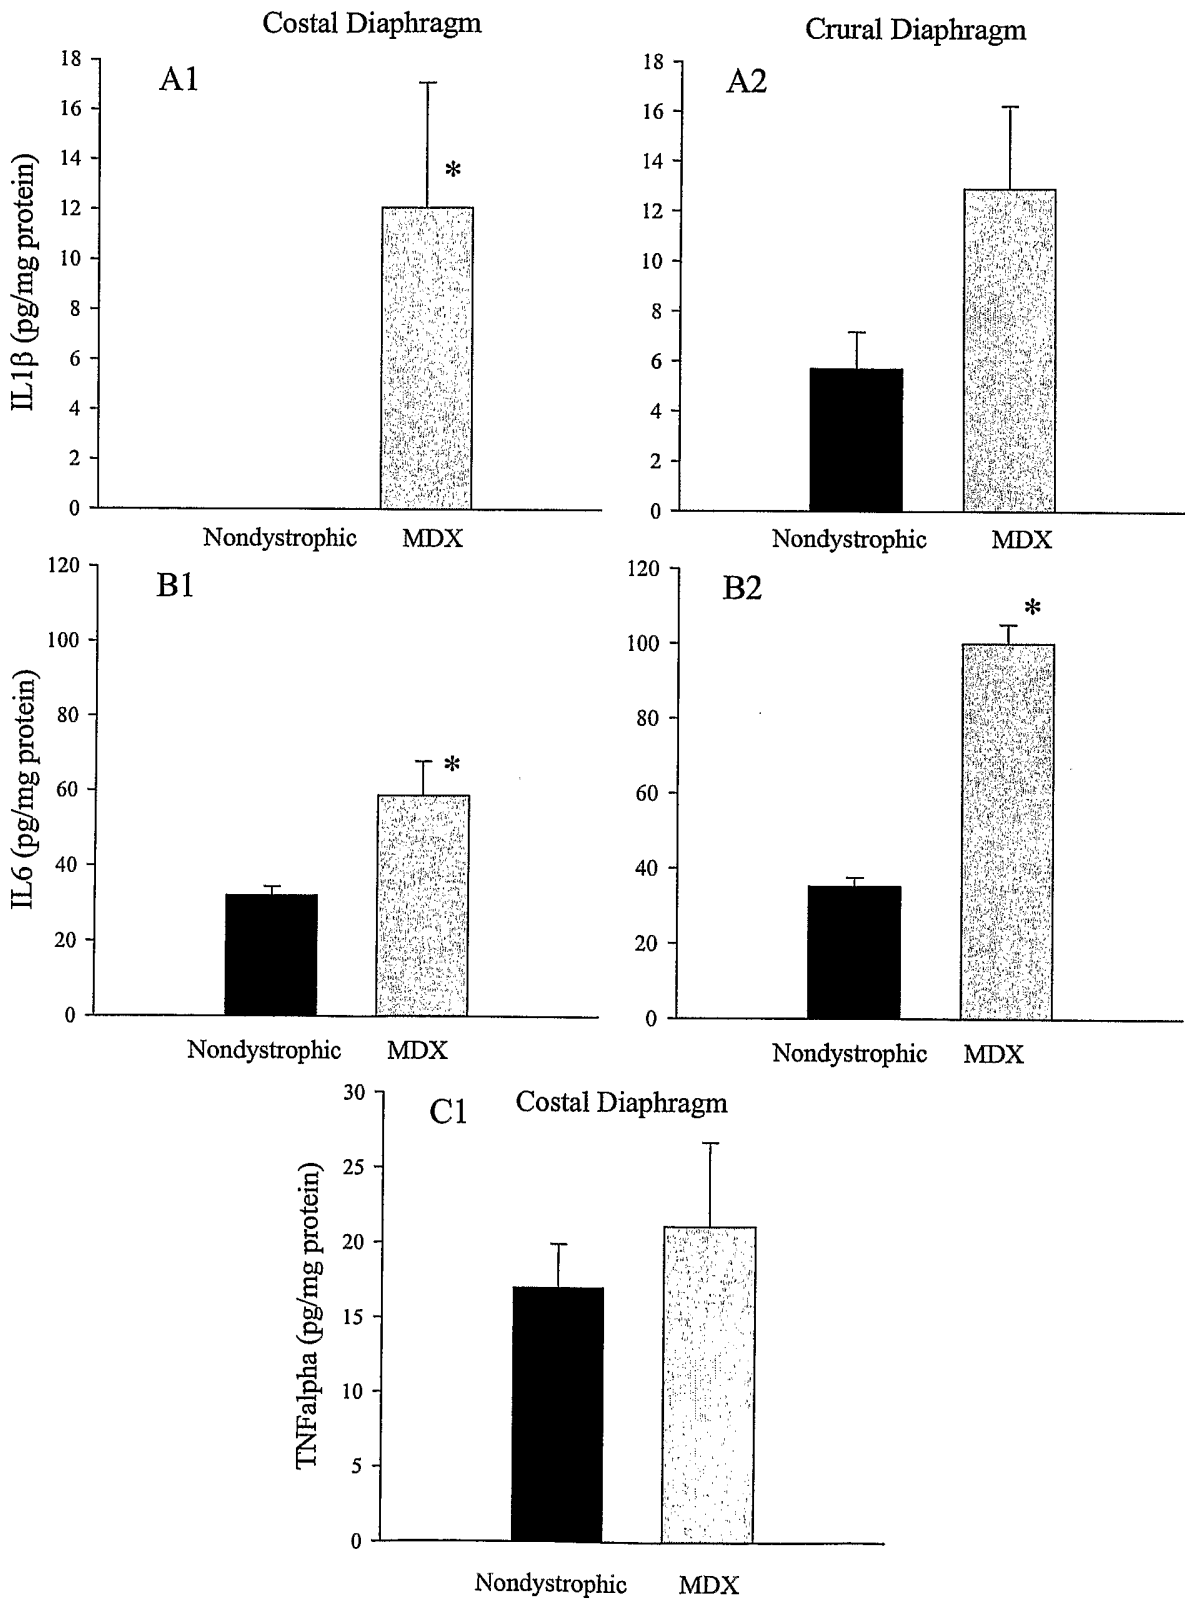 Costal Diaphragm
Crural Diaphragm
IL1β (pg/mg protein)
18
16
14
12
10
8
6
4
2
0
A1
*
Nondystrophic MDX
18
16
14
12
10
8
6
4
2
0
A2
Nondystrophic MDX
IL6 (pg/mg protein)
120
100
80
60
40
20
0
B1
*
Nondystrophic MDX
120
100
80
60
40
20
0
B2
*
Nondystrophic MDX
TNFalpha (pg/mg protein)
30
25
20
15
10
5
0
C1 Costal Diaphragm
Nondystrophic MDX